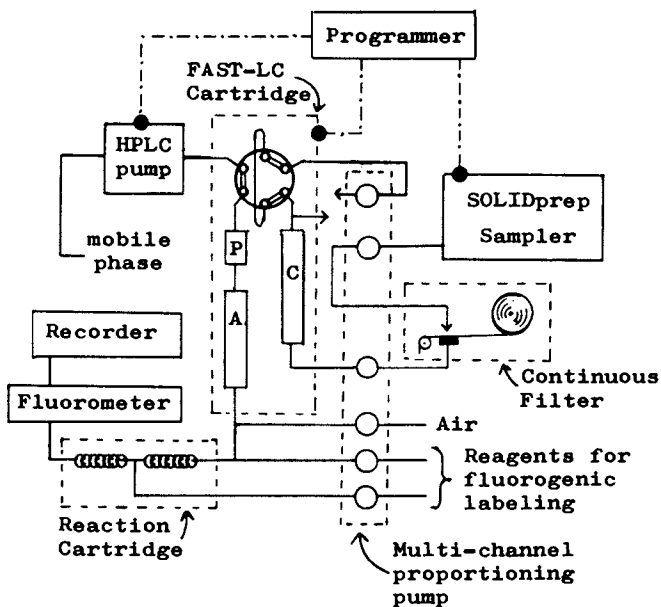 Programmer
FAST-LC
Cartridge
HPLC
pump
SOLIDprep
Sampler
mobile
phase
P
C
A
Recorder
Continuous
Filter
Fluorometer
Air
Reagents for
fluorogenic
labeling
Reaction
Cartridge
Multi-channel
proportioning
pump